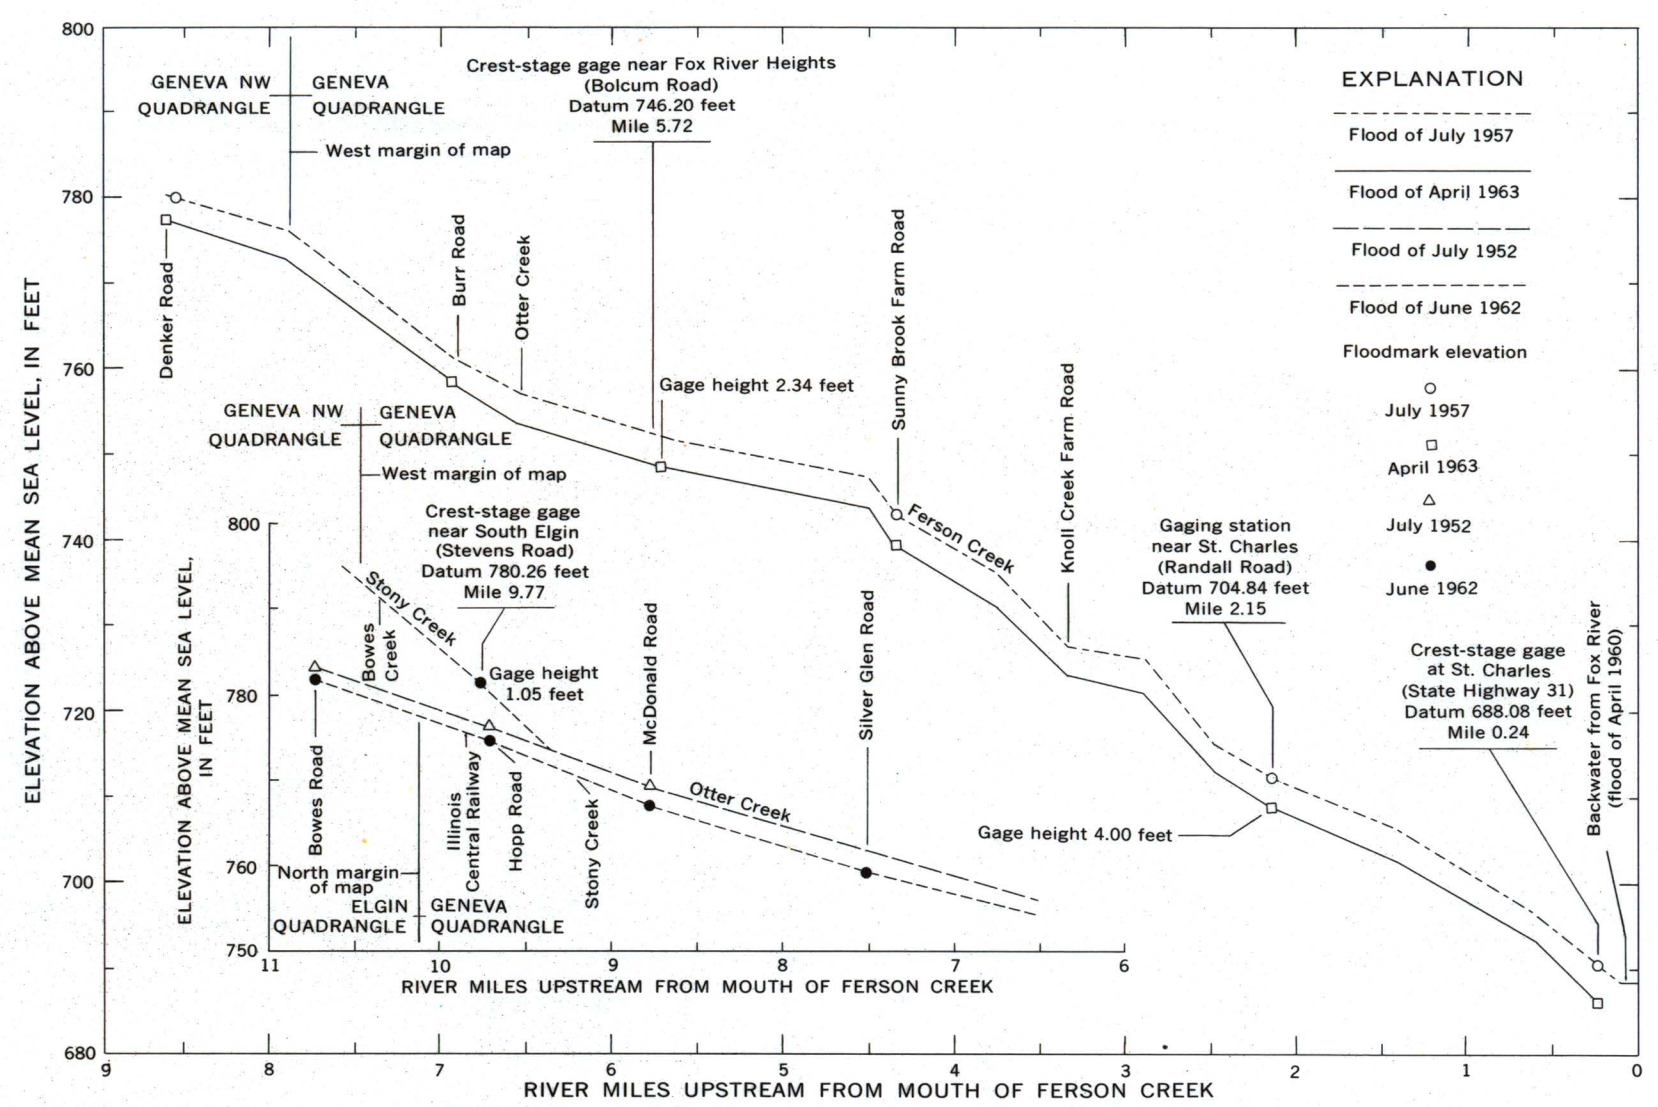 800
780
760
740
720
700
680
ELEVATION ABOVE MEAN SEA LEVEL, IN FEET
GENEVA NW
QUADRANGLE
GENEVA
QUADRANGLE
West margin of map
Crest-stage gage near Fox River Heights
(Bolcum Road)
Datum 746.20 feet
Mile 5.72
Denker Road
Burr Road
Otter Creek
Gage height 2.34 feet
Sunny Brook Farm Road
Ferson Creek
Knoll Creek Farm Road
Gaging station
near St. Charles
(Randall Road)
Datum 704.84 feet
Mile 2.15
Gage height 4.00 feet
Crest-stage gage
at St. Charles
(State Highway 31)
Datum 688.08 feet
Mile 0.24
Backwater from Fox River
(flood of April 1960)
EXPLANATION
Flood of July 1957
Flood of April 1963
Flood of July 1952
Flood of June 1962
Floodmark elevation
July 1957
April 1963
July 1952
June 1962
GENEVA NW
QUADRANGLE
GENEVA
QUADRANGLE
West margin of map
Crest-stage gage
near South Elgin
(Stevens Road)
Datum 780.26 feet
Mile 9.77
800
780
760
750
ELEVATION ABOVE MEAN SEA LEVEL,
IN FEET
Stony Creek
Bowes
Creek
Gage height
1.05 feet
McDonald Road
Silver Glen Road
Otter Creek
Bowes Road
Illinois
Central Railway
Hopp Road
Stony Creek
North margin
of map
ELGIN
QUADRANGLE
GENEVA
QUADRANGLE
11 10 9 8 7 6
RIVER MILES UPSTREAM FROM MOUTH OF FERSON CREEK
9 8 7 6 5 4 3 2 1 0
RIVER MILES UPSTREAM FROM MOUTH OF FERSON CREEK